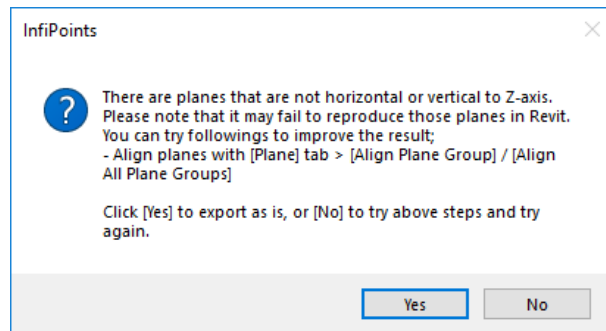 InfiPoints
There are planes that are not horizontal or vertical to Z-axis.
Please note that it may fail to reproduce those planes in Revit.
You can try followings to improve the result;
- Align planes with [Plane] tab > [Align Plane Group] / [Align
All Plane Groups]
Click [Yes] to export as is, or [No] to try above steps and try
again.
Yes
No